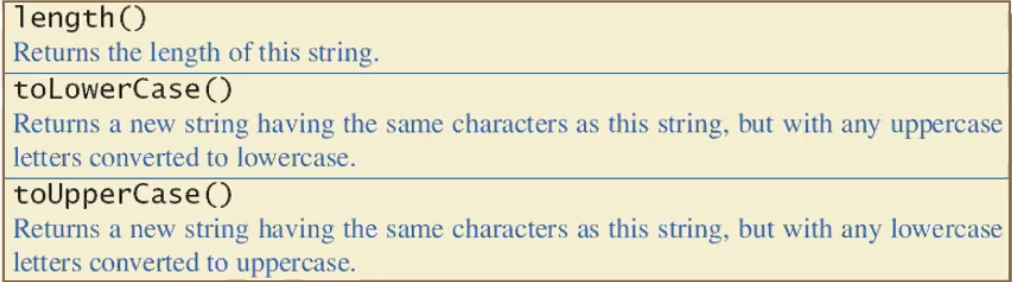 length()
Returns the length of this string.
toLowerCase()
Returns a new string having the same characters as this string, but with any uppercase
letters converted to lowercase.
toUpperCase()
Returns a new string having the same characters as this string, but with any lowercase
letters converted to uppercase.